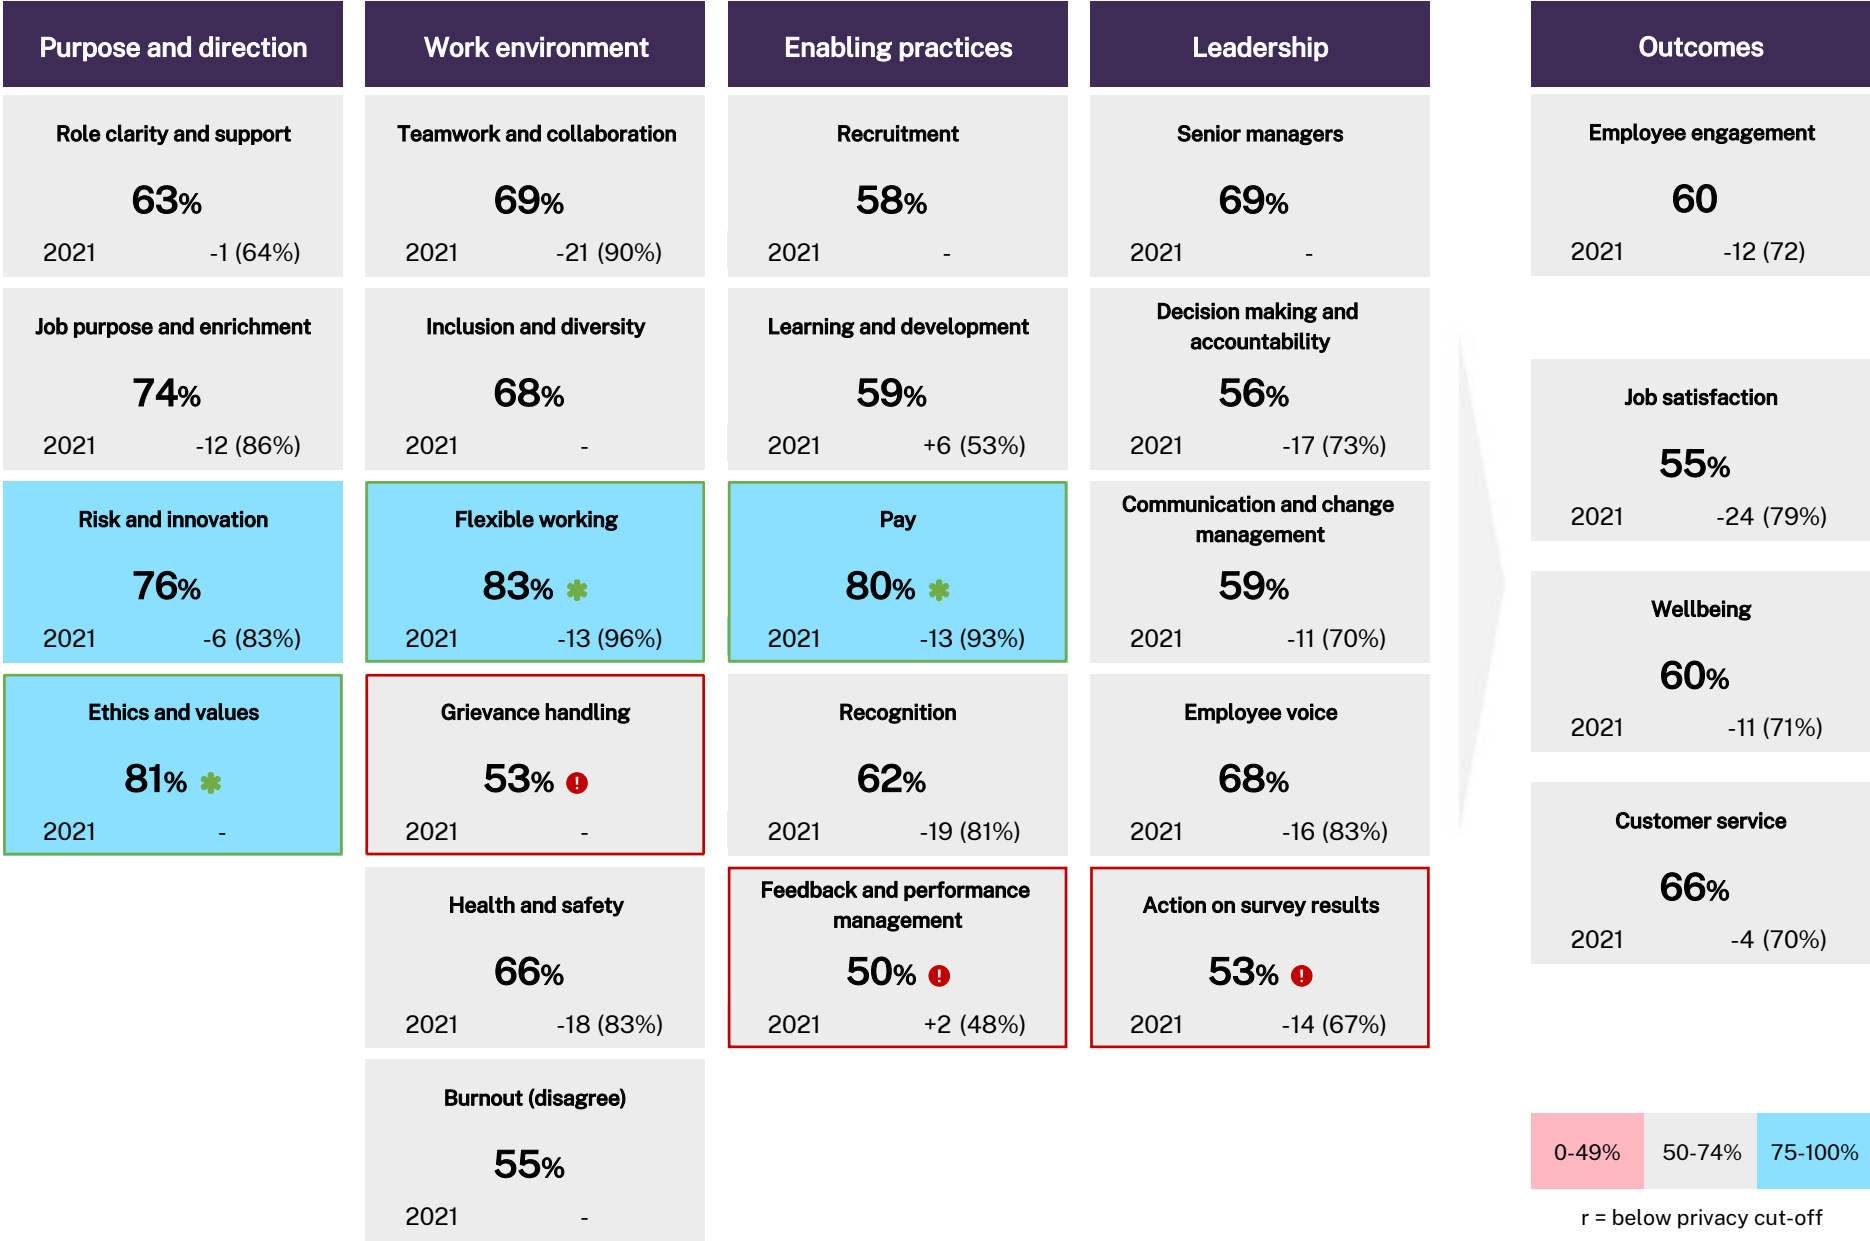 Purpose and direction
Role clarity and support
63%
2021 -1 (64%)
Job purpose and enrichment
74%
2021 -12 (86%)
Risk and innovation
76%
2021 -6 (83%)
Ethics and values
81%
2021 -
Work environment
Teamwork and collaboration
69%
2021 -21 (90%)
Inclusion and diversity
68%
2021 -
Flexible working
83%
2021 -13 (96%)
Grievance handling
53%
2021 -
Health and safety
66%
2021 -18 (83%)
Burnout (disagree)
55%
2021 -
Enabling practices
Recruitment
58%
2021 -
Learning and development
59%
2021 +6 (53%)
Pay
80%
2021 -13 (93%)
Recognition
62%
2021 -19 (81%)
Feedback and performance
management
50%
2021 +2 (48%)
Leadership
Senior managers
69%
2021 -
Decision making and
accountability
56%
2021 -17 (73%)
Communication and change
management
59%
2021 -11 (70%)
Employee voice
68%
2021 -16 (83%)
Action on survey results
53%
2021 -14 (67%)
Outcomes
Employee engagement
60
2021 -12 (72)
Job satisfaction
55%
2021 -24 (79%)
Wellbeing
60%
2021 -11 (71%)
Customer service
66%
2021 -4 (70%)
0-49% 50-74% 75-100%
r = below privacy cut-off